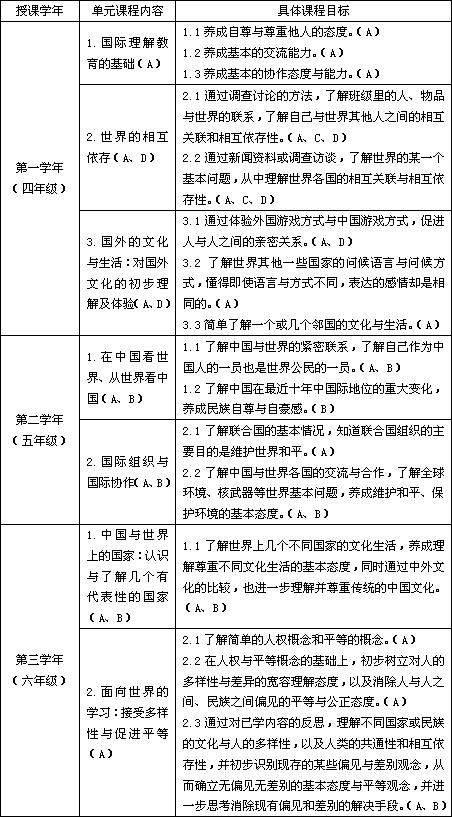 授课学年 单元课程内容 具体课程目标
第一学年
(四年级)
1. 国际理解教
育的基础(A)
1.1 养成自尊与尊重他人的态度。(A)
1.2 养成基本的交流能力。(A)
1.3 养成基本的协作态度与能力。(A)
2. 世界的相互
依存(A、D)
2.1 通过调查讨论的方法，了解班级里的人、物品
与世界的联系，了解自己与世界其他人之间的相互
关联和相互依存性。(A、C、D)
2.2 通过新闻资料或调查访谈，了解世界的某一个
基本问题，从中理解世界各国的相互关联与相互依
存性。(A、C、D)
3. 国外的文化
与生活：对国外
文化的初步理
解及体验(A、D)
3.1 通过体验外国游戏方式与中国游戏方式，促进
人与人之间的亲密关系。(A、D)
3.2 了解世界其他一些国家的问候语言与问候方
式，懂得即使语言与方式不同，表达的感情却是相
同的。(A)
3.3 简单了解一个或几个邻国的文化与生活。(A)
第二学年
(五年级)
1. 在中国看世
界、从世界看中
国(A、B)
1.1 了解中国与世界的紧密联系，了解自己作为中
国人的一员也是世界公民的一员。(A、B)
1.2 了解中国在最近十年中国际地位的重大变化，
养成民族自尊与自豪感。(B)
2. 国际组织与
国际协作(A、B)
2.1 了解联合国的基本情况，知道联合国组织的主
要目的是维护世界和平。(A)
2.2 了解中国与世界各国的交流与合作，了解全球
环境、核武器等世界基本问题，养成维护和平、保
护环境的基本态度。(A、B)
第三学年
(六年级)
1. 中国与世界
上的国家：认识
与了解几个有
代表性的国家
(A、B)
1.1 了解世界上几个不同国家的文化生活，养成理
解尊重不同文化生活的基本态度，同时通过中外文
化的比较，也进一步理解并尊重传统的中国文化。
(A、B)
2. 面向世界的
学习：接受多样
性与促进平等
(A)
2.1 了解简单的人权概念和平等的概念。(A)
2.2 在人权与平等概念的基础上，初步树立对人的
多样性与差异的宽容理解态度，以及消除人与人之
间、民族之间偏见的平等与公正态度。(A)
2.3 通过对已学内容的反思，理解不同国家或民族
的文化与人的多样性，以及人类的共通性和相互依
存性，并初步识别现存的某些偏见与差别观念，从
而确立无偏见无差别的基本态度与平等观念，并进
一步思考消除现有偏见和差别的解决手段。(A、B)